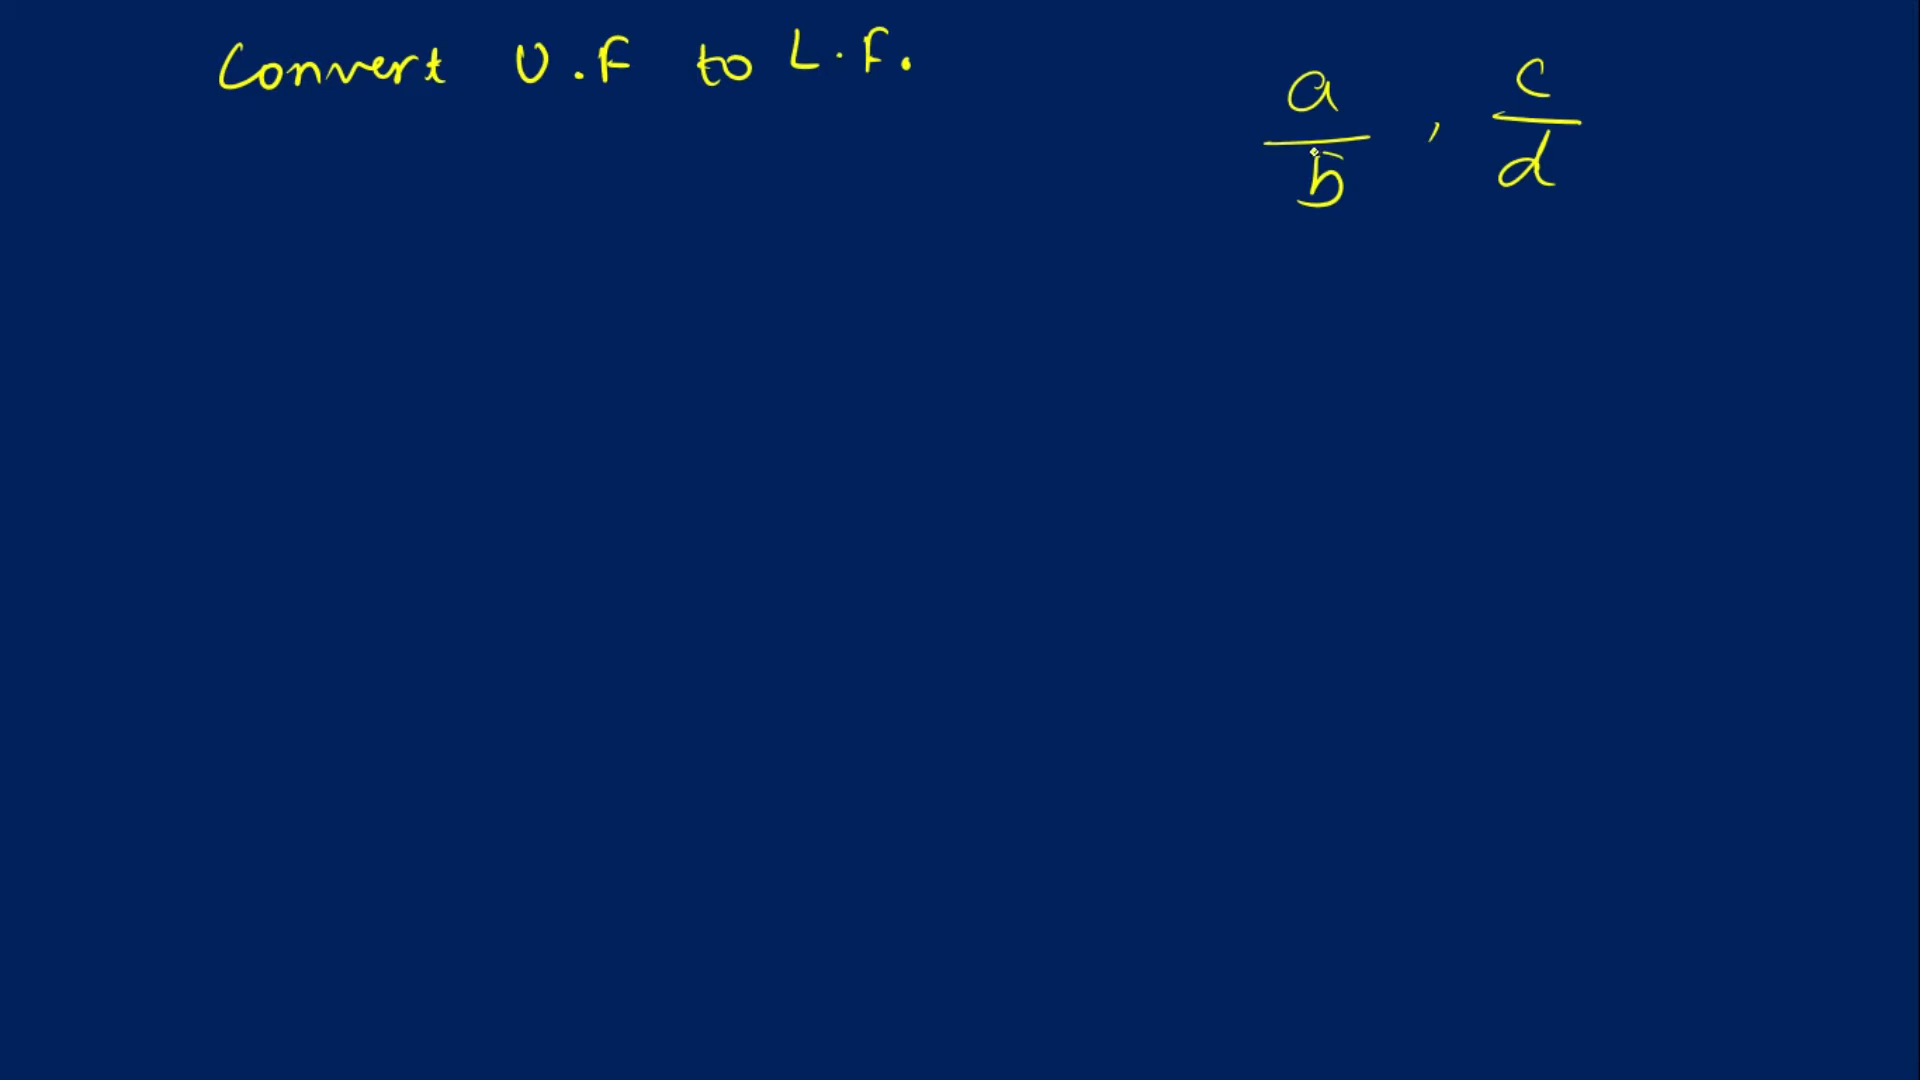 Convert U.F to L.F.
a/b , c/d